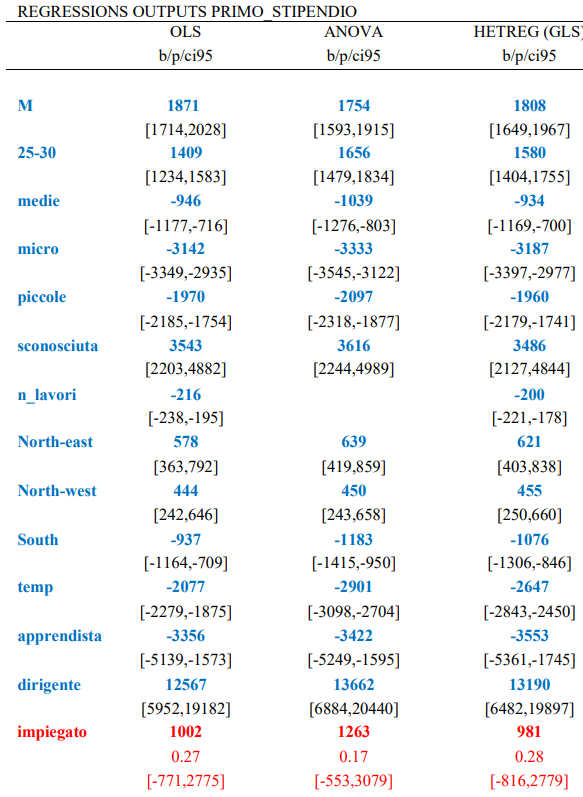 REGRESSIONS OUTPUTS PRIMO_STIPENDIO
OLS ANOVA HETREG (GLS)
b/p/ci95 b/p/ci95 b/p/ci95
M 1871 1754 1808
[1714,2028] [1593,1915] [1649,1967]
25-30 1409 1656 1580
[1234,1583] [1479,1834] [1404,1755]
medie -946 -1039 -934
[-1177,-716] [-1276,-803] [-1169,-700]
micro -3142 -3333 -3187
[-3349,-2935] [-3545,-3122] [-3397,-2977]
piccole -1970 -2097 -1960
[-2185,-1754] [-2318,-1877] [-2179,-1741]
sconosciuta 3543 3616 3486
[2203,4882] [2244,4989] [2127,4844]
n_lavori -216 -200
[-238,-195] [-221,-178]
North-east 578 639 621
[363,792] [419,859] [403,838]
North-west 444 450 455
[242,646] [243,658] [250,660]
South -937 -1183 -1076
[-1164,-709] [-1415,-950] [-1306,-846]
temp -2077 -2901 -2647
[-2279,-1875] [-3098,-2704] [-2843,-2450]
apprendista -3356 -3422 -3553
[-5139,-1573] [-5249,-1595] [-5361,-1745]
dirigente 12567 13662 13190
[5952,19182] [6884,20440] [6482,19897]
impiegato 1002 1263 981
0.27 0.17 0.28
[-771,2775] [-553,3079] [-816,2779]